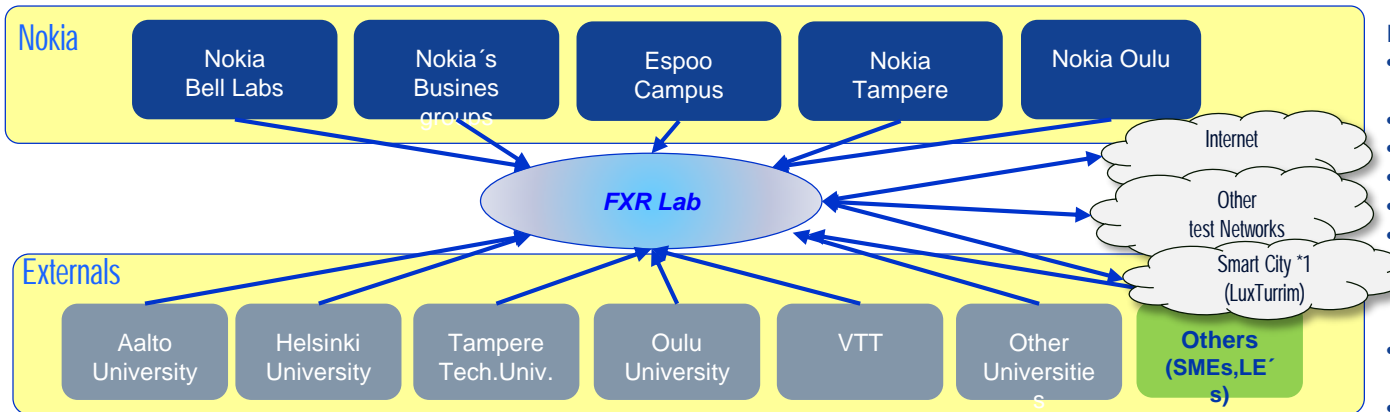 Nokia
Nokia
Bell Labs
Nokia´s
Busines
groups
Espoo
Campus
Nokia
Tampere
Nokia Oulu
Internet
FXR Lab
Other
test Networks
Externals
Smart City *1
(LuxTurrim)
Aalto
University
Helsinki
University
Tampere
Tech.Univ.
Oulu
University
VTT
Other
Universitie
s
Others
(SMEs,LE´
s)